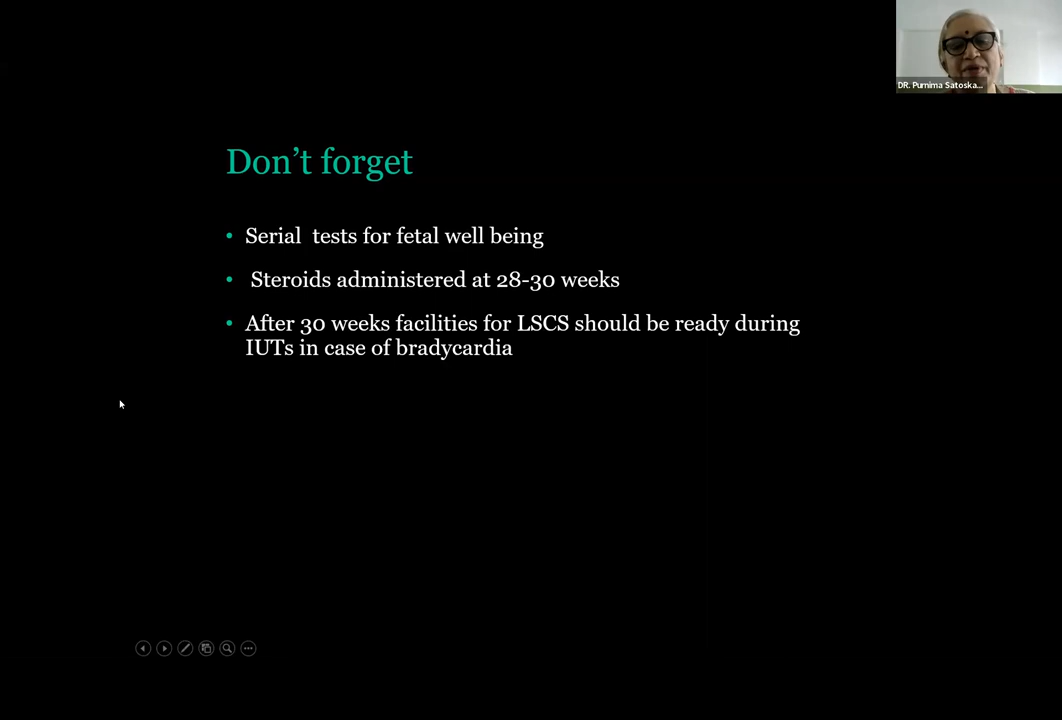 DR. Purnima Satoska...
Don't forget
• Serial tests for fetal well being
• Steroids administered at 28-30 weeks
• After 30 weeks facilities for LSCS should be ready during
IUTs in case of bradycardia